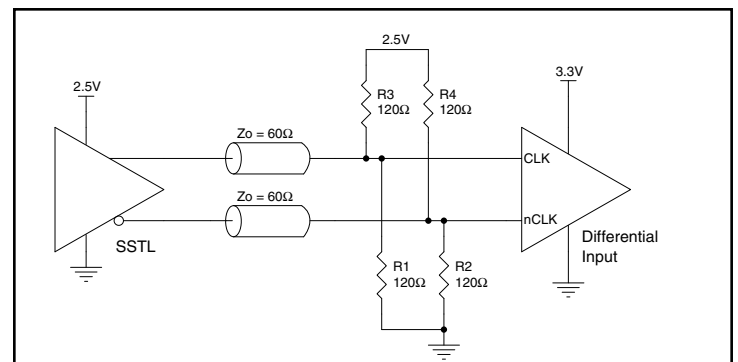 2.5V
2.5V
3.3V
R3
120Ω
R4
120Ω
Zo = 60Ω
CLK
Zo = 60Ω
nCLK
SSTL
Differential
Input
R1
120Ω
R2
120Ω